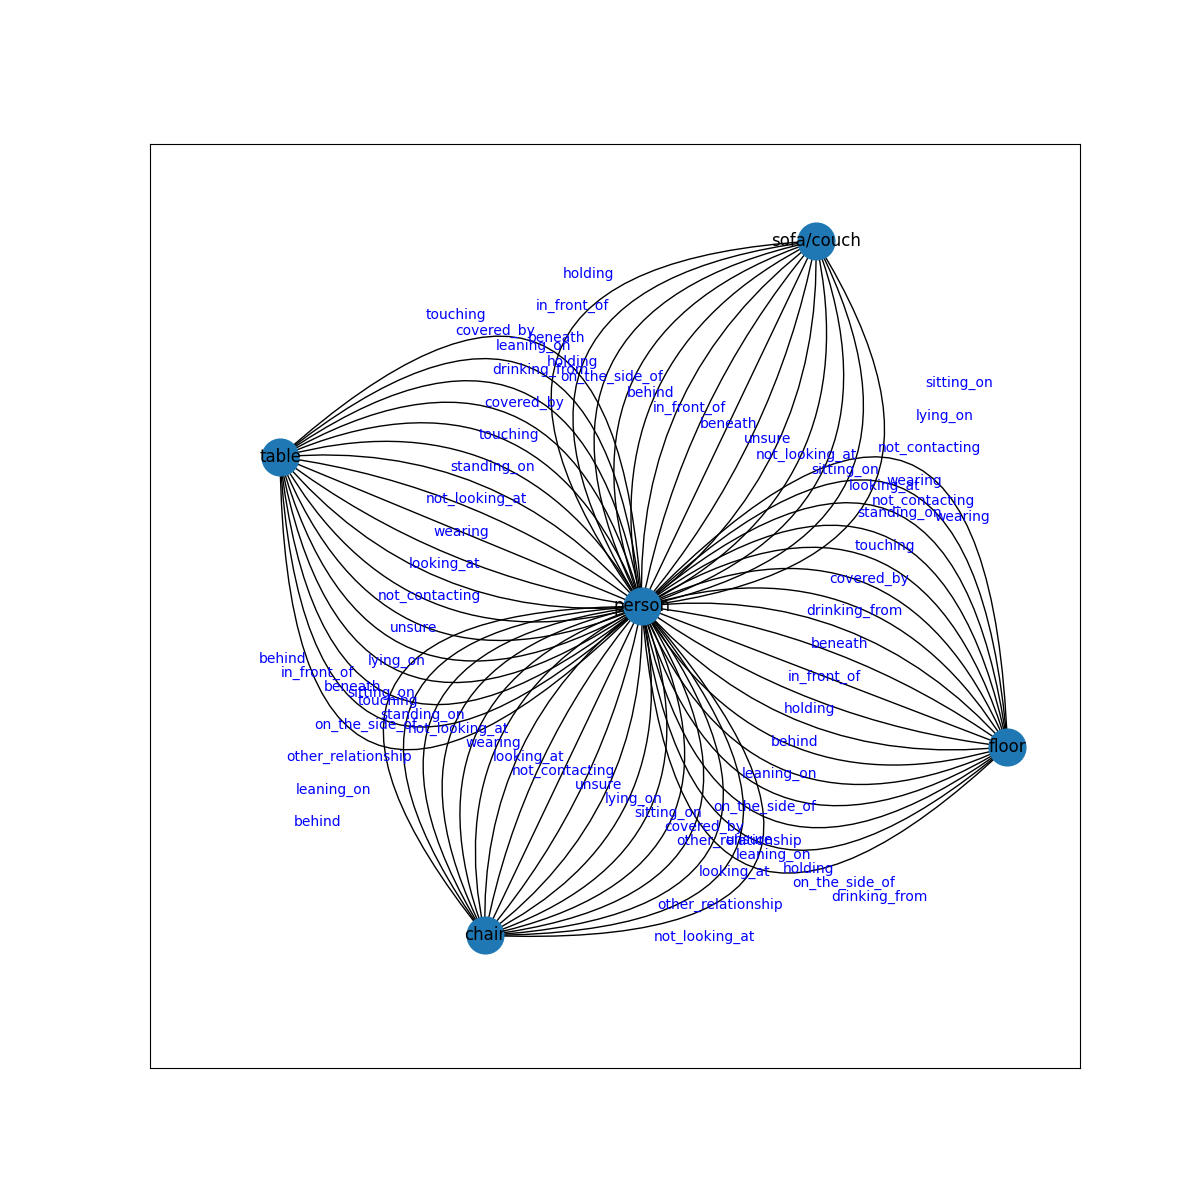 sofa/couch
holding
in_front_of
touching
covered_by
beneath
leaning_on
holding
drinking_from
on_the_side_of
sitting_on
behind
covered_by
in_front_of
lying_on
beneath
touching
unsure
not_contacting
not_looking_at
table
standing_on
sitting_on
wearing
looking_at
not_looking_at
not_contacting
standing_on
wearing
wearing
touching
looking_at
covered_by
not_contacting
person
drinking_from
unsure
beneath
behind
lying_on
in_front_of
in_front_of
beneath
sitting_on
touching
holding
standing_on
on_the_side_of
not_looking_at
behind
wearing
floor
other_relationship
looking_at
not_contacting
leaning_on
unsure
leaning_on
lying_on
on_the_side_of
sitting_on
behind
covered_by
other_relationship
unsure
leaning_on
looking_at
holding
on_the_side_of
drinking_from
other_relationship
chair
not_looking_at